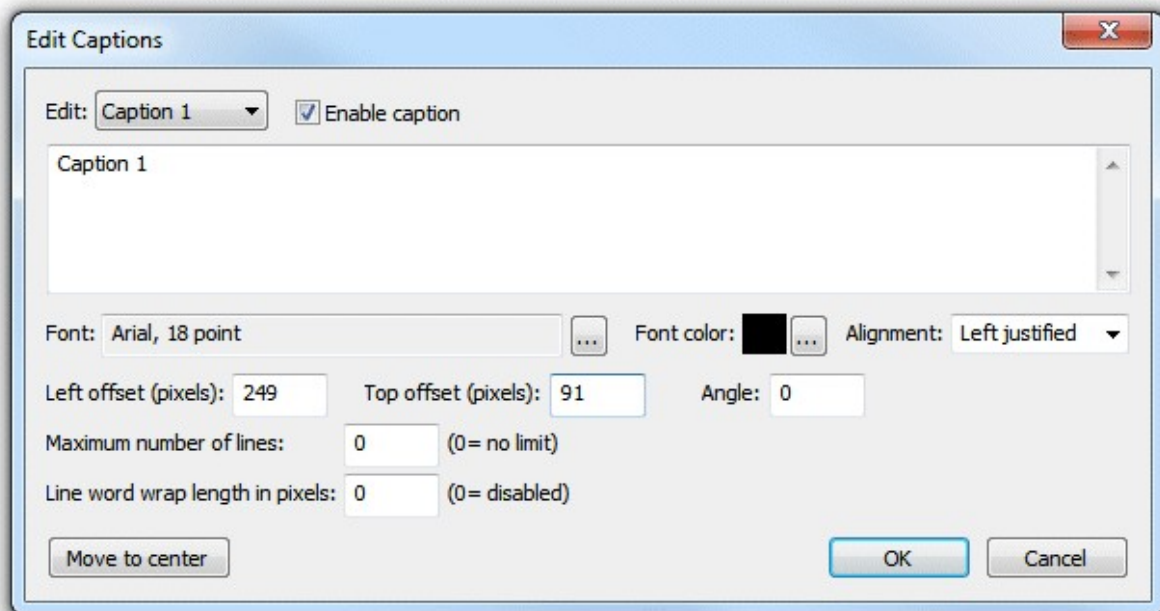 Edit Captions
Edit: Caption 1 Enable caption
Caption 1
Font: Arial, 18 point ... Font color: ... Alignment: Left justified
Left offset (pixels): 249 Top offset (pixels): 91 Angle: 0
Maximum number of lines: 0 (0= no limit)
Line word wrap length in pixels: 0 (0= disabled)
Move to center OK Cancel